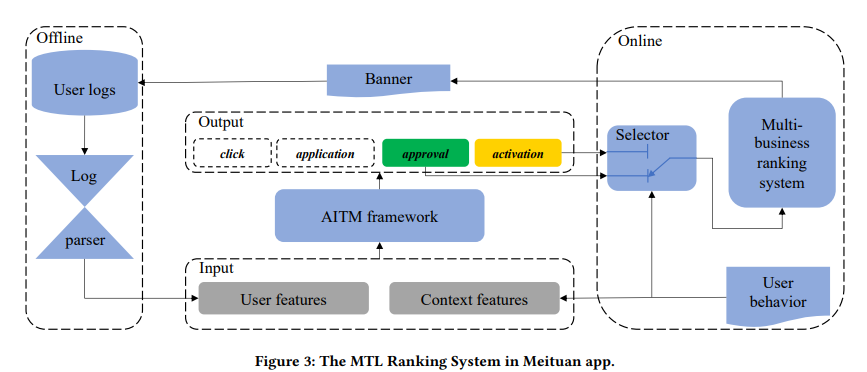 Offline
Online
User logs
Banner
Output
click
application
approval
activation
Selector
Multi-
business
ranking
system
Log
parser
AITM framework
Input
User features
Context features
User
behavior
Figure 3: The MTL Ranking System in Meituan app.